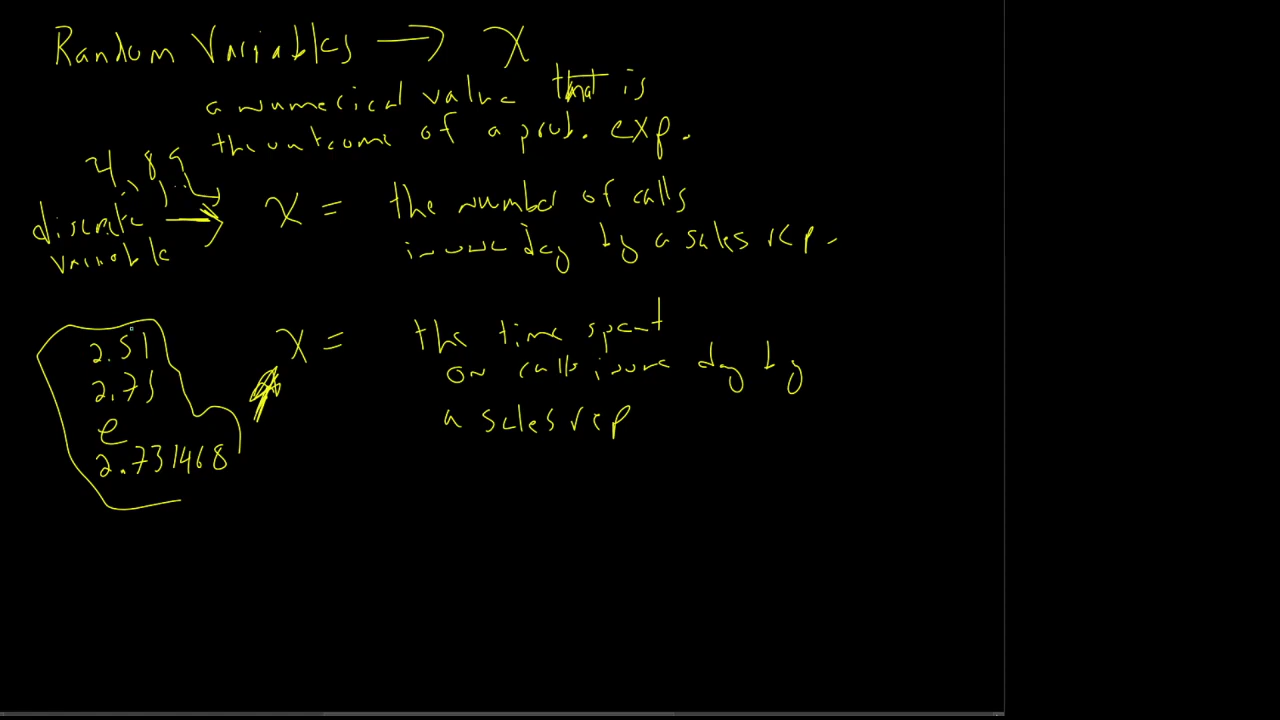 Random Variables → X
a numerical value that is
the outcome of a prob. exp.
4, 8, 9
discrete variable → X = the number of calls
in one day by a sales rep.
2.51
2.75
e
2.731468
X = the time spent
on calls in one day by
a sales rep